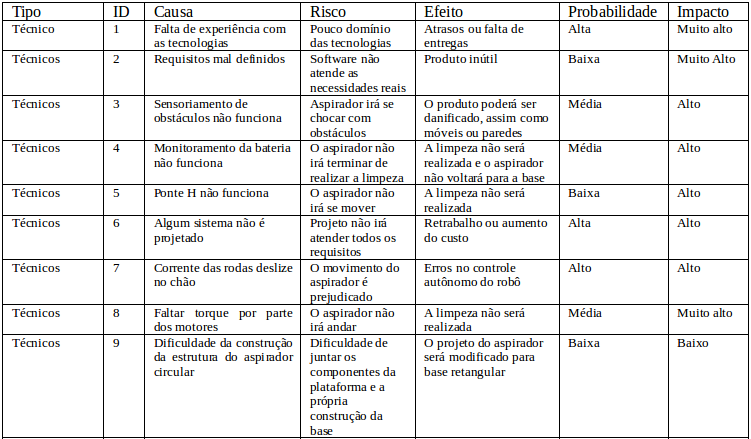 Tipo ID Causa Risco Efeito Probabilidade Impacto
Técnico 1 Falta de experiência com Pouco domínio Atrasos ou falta de Alta Muito alto
as tecnologias das tecnologias entregas
Técnicos 2 Requisitos mal definidos Software não Produto inútil Baixa Muito Alto
atende as
necessidades reais
Técnicos 3 Sensoriamento de Aspirador irá se O produto poderá ser Média Alto
obstáculos não funciona chocar com danificado, assim como
obstáculos móveis ou paredes
Técnicos 4 Monitoramento da bateria O aspirador não A limpeza não será Média Alto
não funciona irá terminar de realizada e o aspirador
realizar a limpeza não voltará para a base
Técnicos 5 Ponte H não funciona O aspirador não A limpeza não será Baixa Alto
irá se mover realizada
Técnicos 6 Algum sistema não é Projeto não irá Retrabalho ou aumento Alta Alto
projetado atender todos os do custo
requisitos
Técnicos 7 Corrente das rodas deslize O movimento do Erros no controle Alto Alto
no chão aspirador é autônomo do robô
prejudicado
Técnicos 8 Faltar torque por parte O aspirador não A limpeza não será Média Muito alto
dos motores irá andar realizada
Técnicos 9 Dificuldade da construção Dificuldade de O projeto do aspirador Baixa Baixo
da estrutura do aspirador juntar os será modificado para
circular componentes da base retangular
plataforma e a
própria
construção da
base